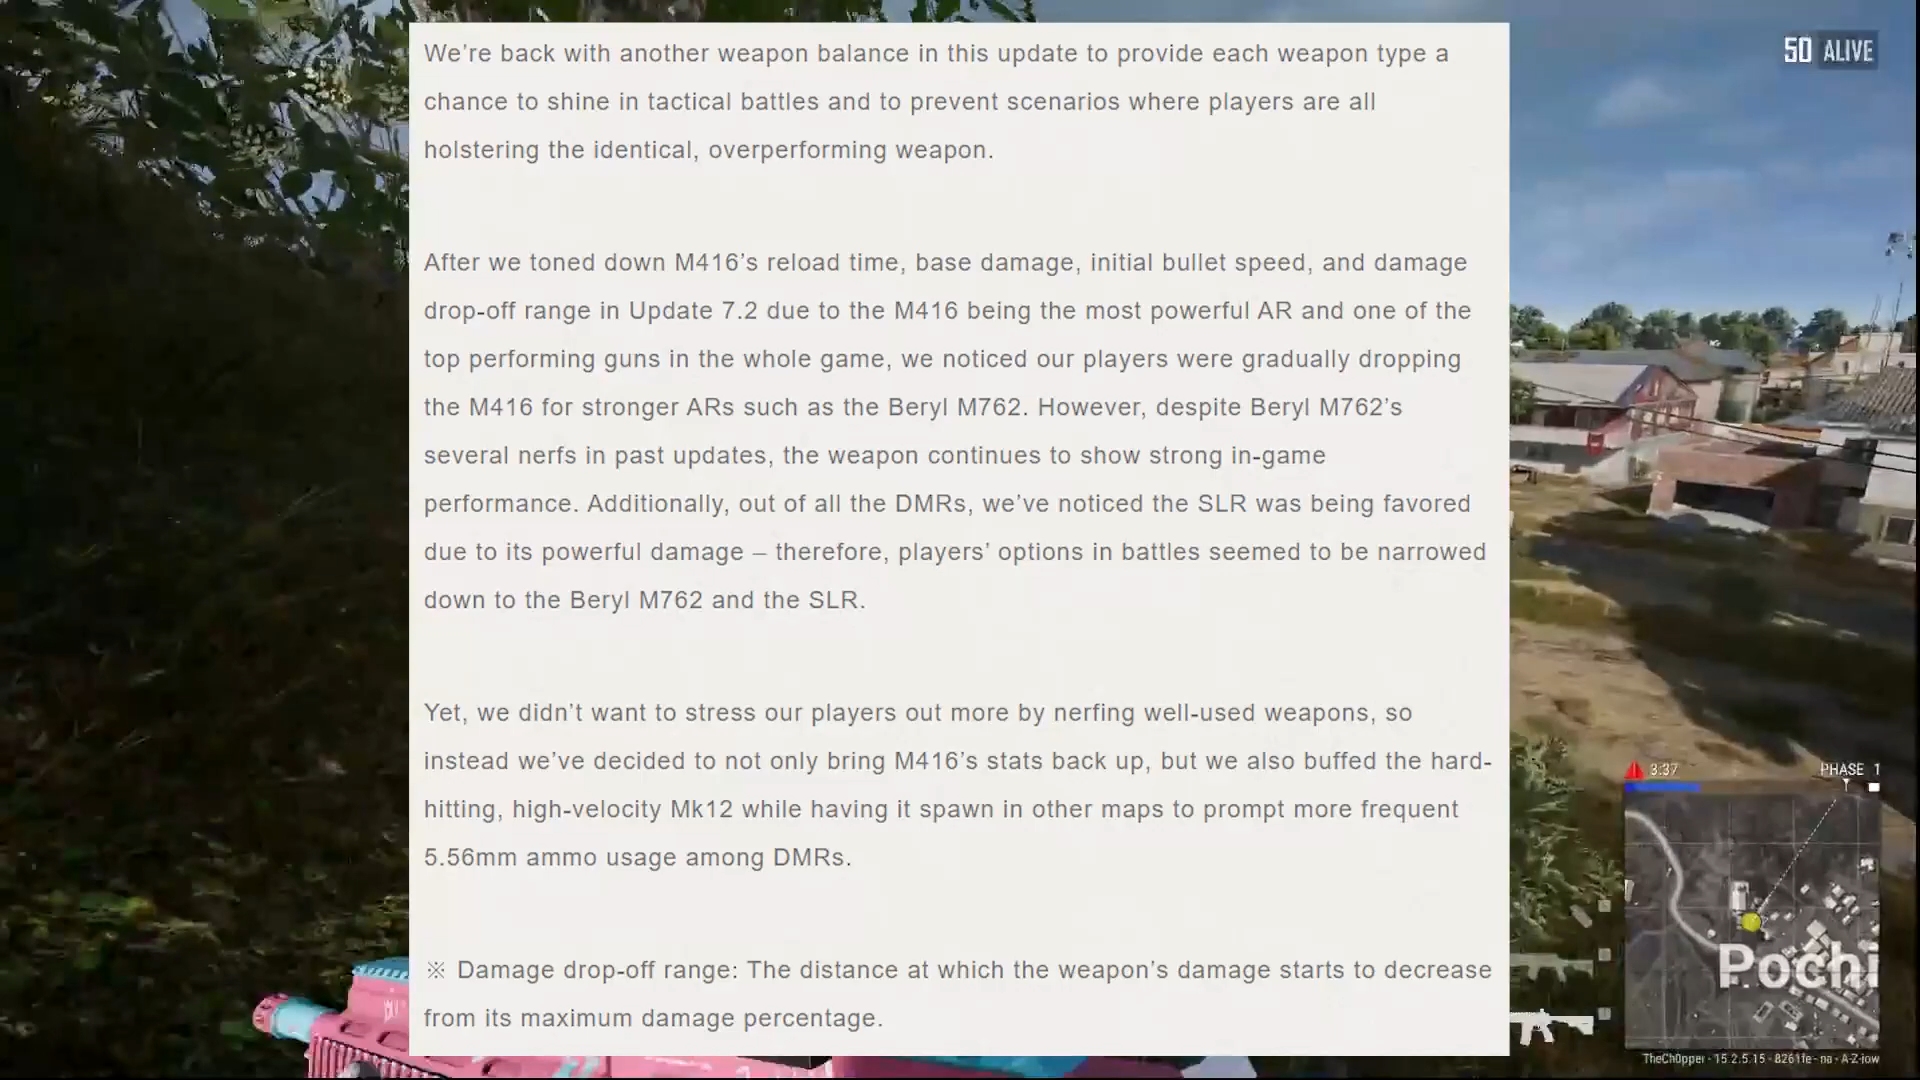 We’re back with another weapon balance in this update to provide each weapon type a
chance to shine in tactical battles and to prevent scenarios where players are all
holstering the identical, overperforming weapon.
After we toned down M416’s reload time, base damage, initial bullet speed, and damage
drop-off range in Update 7.2 due to the M416 being the most powerful AR and one of the
top performing guns in the whole game, we noticed our players were gradually dropping
the M416 for stronger ARs such as the Beryl M762. However, despite Beryl M762’s
several nerfs in past updates, the weapon continues to show strong in-game
performance. Additionally, out of all the DMRs, we’ve noticed the SLR was being favored
due to its powerful damage – therefore, players’ options in battles seemed to be narrowed
down to the Beryl M762 and the SLR.
Yet, we didn’t want to stress our players out more by nerfing well-used weapons, so
instead we’ve decided to not only bring M416’s stats back up, but we also buffed the hard-
hitting, high-velocity Mk12 while having it spawn in other maps to prompt more frequent
5.56mm ammo usage among DMRs.
※ Damage drop-off range: The distance at which the weapon’s damage starts to decrease
from its maximum damage percentage.
50 ALIVE
3:37 PHASE 1
Pochi
TheCh0pper - 15.2.5.15 - 8261fe - na - A-Z-jow